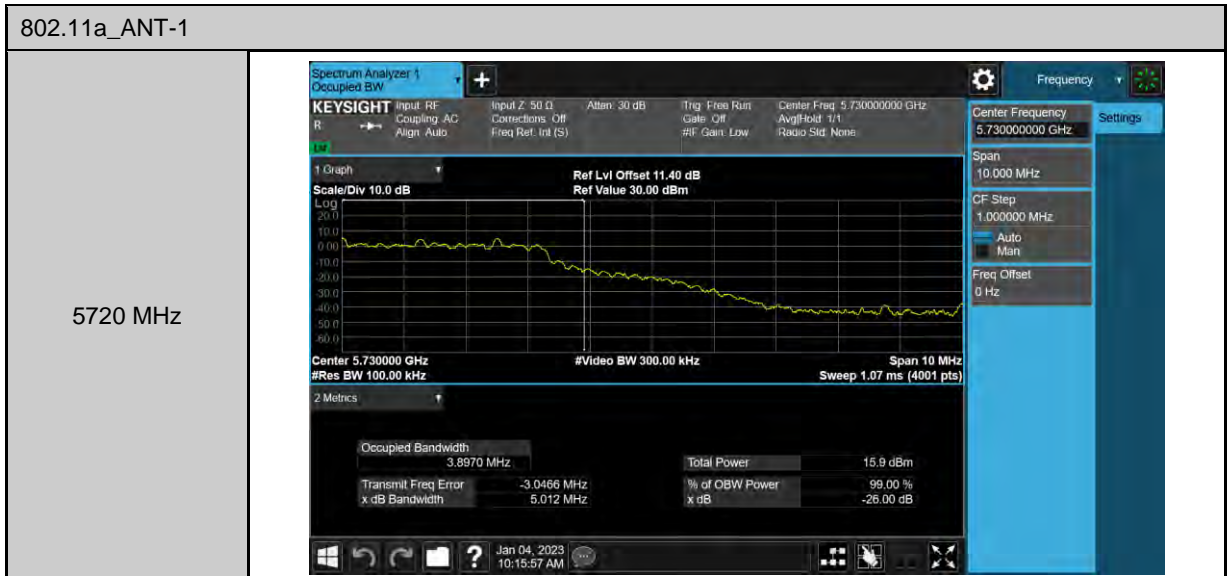 802.11a_ANT-1
5720 MHz
Spectrum Analyzer 1
Occupied BW
+
Frequency
KEYSIGHT
R
Input: RF
Coupling: AC
Align: Auto
Input Z: 50 Ω
Corrections: Off
Freq Ref: Int (S)
Atten: 30 dB
Trig: Free Run
Gate: Off
#IF Gain: Low
Center Freq: 5.730000000 GHz
Avg|Hold: 1/1
Radio Std: None
Center Frequency
5.730000000 GHz
Settings
Span
10.000 MHz
CF Step
1.000000 MHz
Auto
Man
Freq Offset
0 Hz
1 Graph
Scale/Div 10.0 dB
Ref Lvl Offset 11.40 dB
Ref Value 30.00 dBm
Log
20.0
10.0
0.00
-10.0
-20.0
-30.0
-40.0
-50.0
-60.0
Center 5.730000 GHz
#Video BW 300.00 kHz
Span 10 MHz
#Res BW 100.00 kHz
Sweep 1.07 ms (4001 pts)
2 Metrics
Occupied Bandwidth
3.8970 MHz
Total Power 15.9 dBm
Transmit Freq Error -3.0466 MHz
% of OBW Power 99.00 %
x dB Bandwidth 5.012 MHz
x dB -26.00 dB
?
Jan 04, 2023
10:15:57 AM